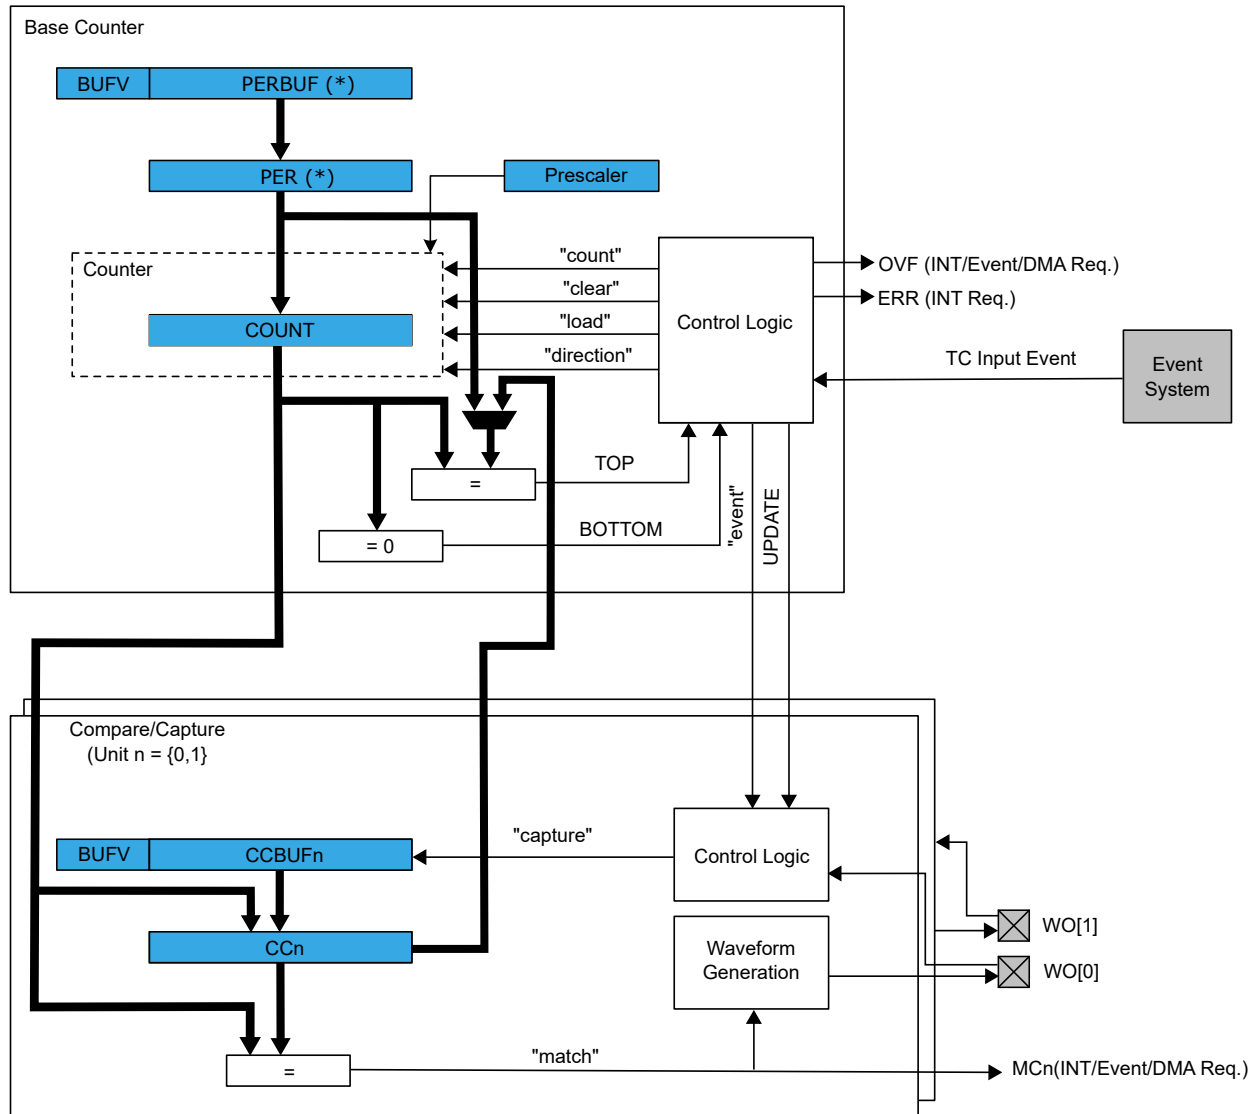 Base Counter
BUFV
PERBUF (*)
PER (*)
Prescaler
Counter
COUNT
"count"
"clear"
"load"
"direction"
Control Logic
OVF (INT/Event/DMA Req.)
ERR (INT Req.)
TC Input Event
Event
System
=
TOP
= 0
BOTTOM
"event"
UPDATE
Compare/Capture
(Unit n = {0,1}
BUFV
CCBUFn
"capture"
Control Logic
CCn
Waveform
Generation
WO[1]
WO[0]
=
"match"
MCn(INT/Event/DMA Req.)